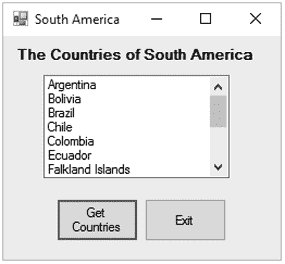 South America
The Countries of South America
Argentina
Bolivia
Brazil
Chile
Colombia
Ecuador
Falkland Islands
Get
Countries
Exit